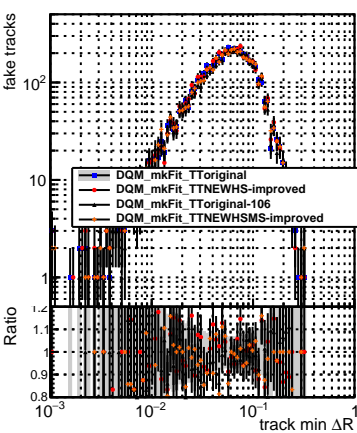 fake tracks
10²
10
1
DQM_mkFit_TToriginal
DQM_mkFit_TTNEWHS-improved
DQM_mkFit_TToriginal-106
DQM_mkFit_TTNEWHSMS-improved
Ratio
1.2
1.1
1
0.9
0.8
10⁻³ 10⁻² 10⁻¹ 1
track min ΔR